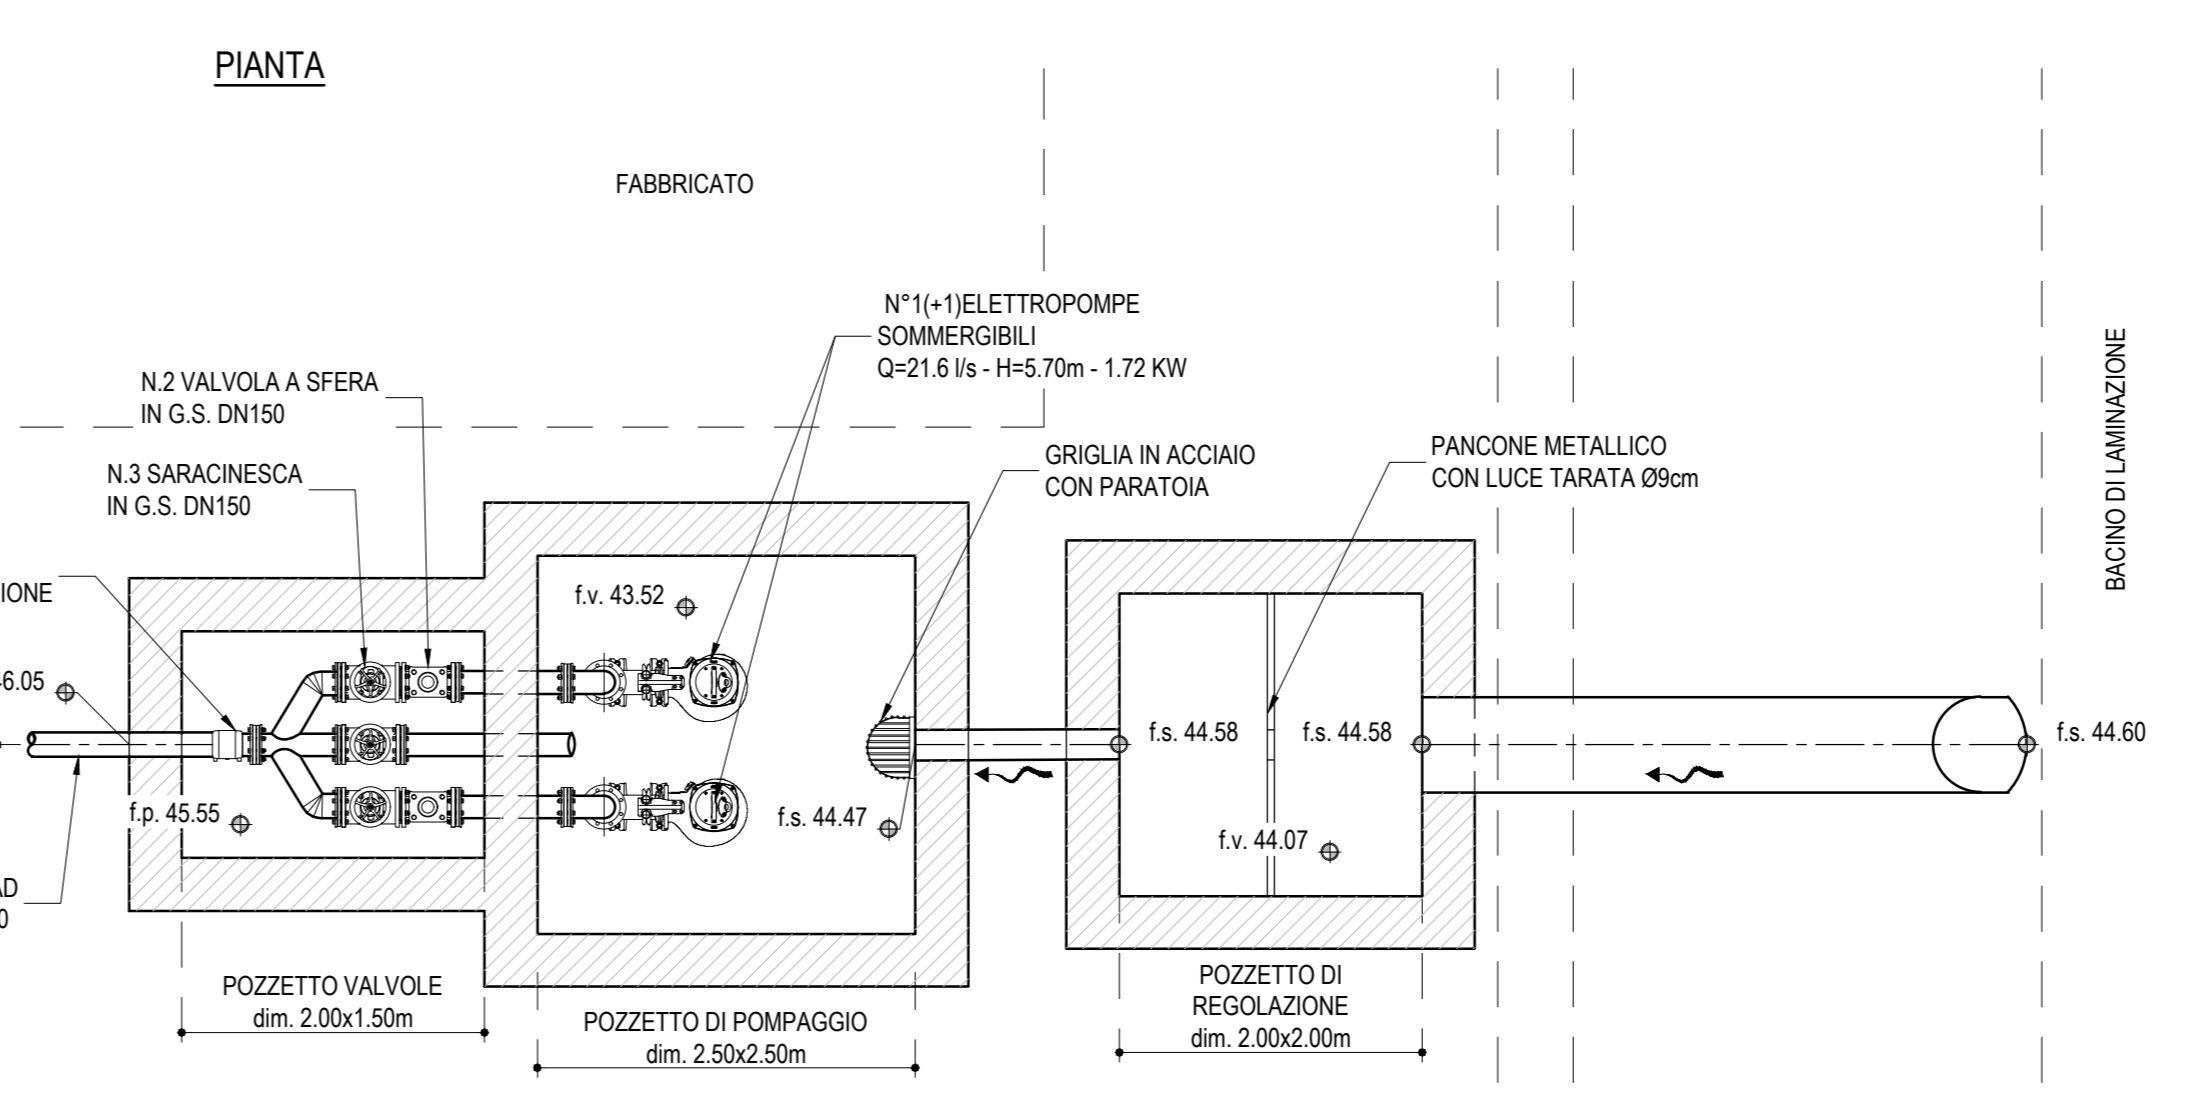 PIANTA
FABBRICATO
N°1(+1)ELETTROPOMPE
SOMMERGIBILI
Q=21.6 l/s - H=5.70m - 1.72 KW
N.2 VALVOLA A SFERA
IN G.S. DN150
N.3 SARACINESCA
IN G.S. DN150
GRIGLIA IN ACCIAIO
CON PARATOIA
PANCONE METALLICO
CON LUCE TARATA Ø9cm
BACINO DI LAMINAZIONE
IONE
f.v. 43.52
6.05
f.s. 44.58
f.s. 44.58
f.s. 44.60
f.p. 45.55
f.s. 44.47
f.v. 44.07
AD
0
POZZETTO VALVOLE
dim. 2.00x1.50m
POZZETTO DI POMPAGGIO
dim. 2.50x2.50m
POZZETTO DI
REGOLAZIONE
dim. 2.00x2.00m